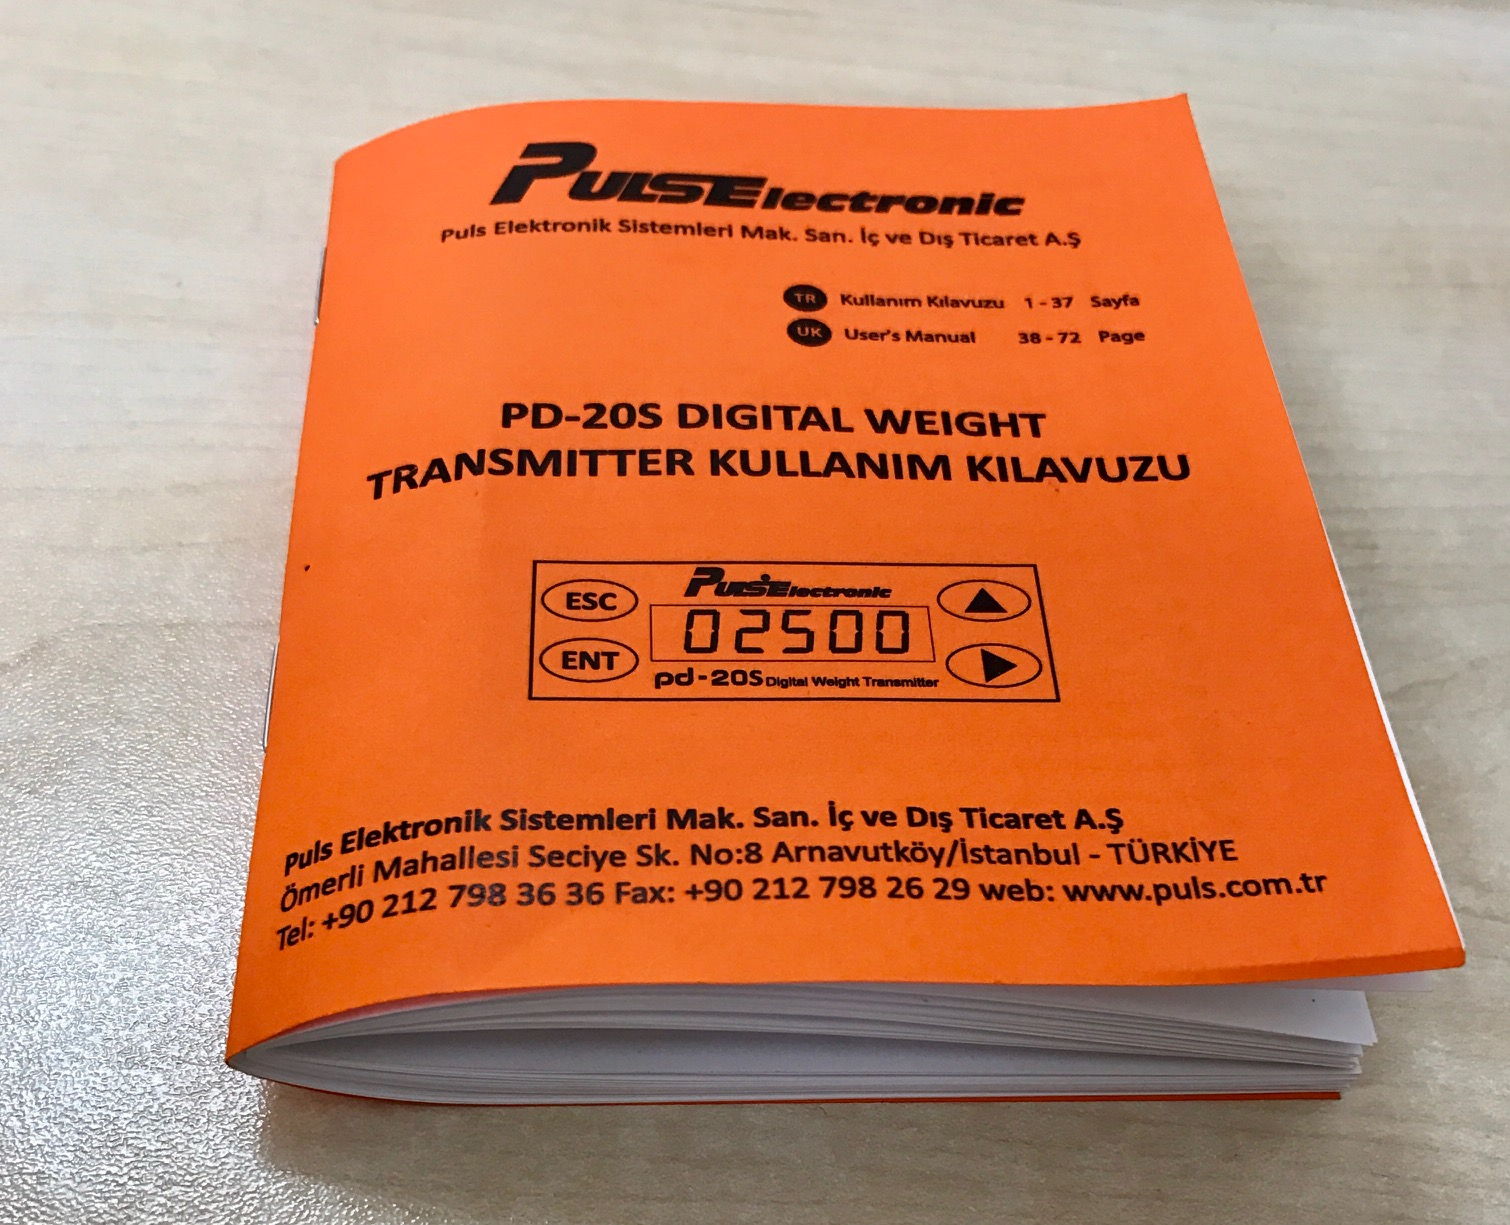 PULSElectronic
Puls Elektronik Sistemleri Mak. San. İç ve Dış Ticaret A.Ş
TR Kullanım Kılavuzu 1 - 37 Sayfa
UK User's Manual 38 - 72 Page
PD-20S DIGITAL WEIGHT
TRANSMITTER KULLANIM KILAVUZU
PULSElectronic
ESC
02500
ENT
pd-20S Digital Weight Transmitter
Puls Elektronik Sistemleri Mak. San. İç ve Dış Ticaret A.Ş
Ömerli Mahallesi Seciye Sk. No:8 Arnavutköy/İstanbul - TÜRKİYE
Tel: +90 212 798 36 36 Fax: +90 212 798 26 29 web: www.puls.com.tr